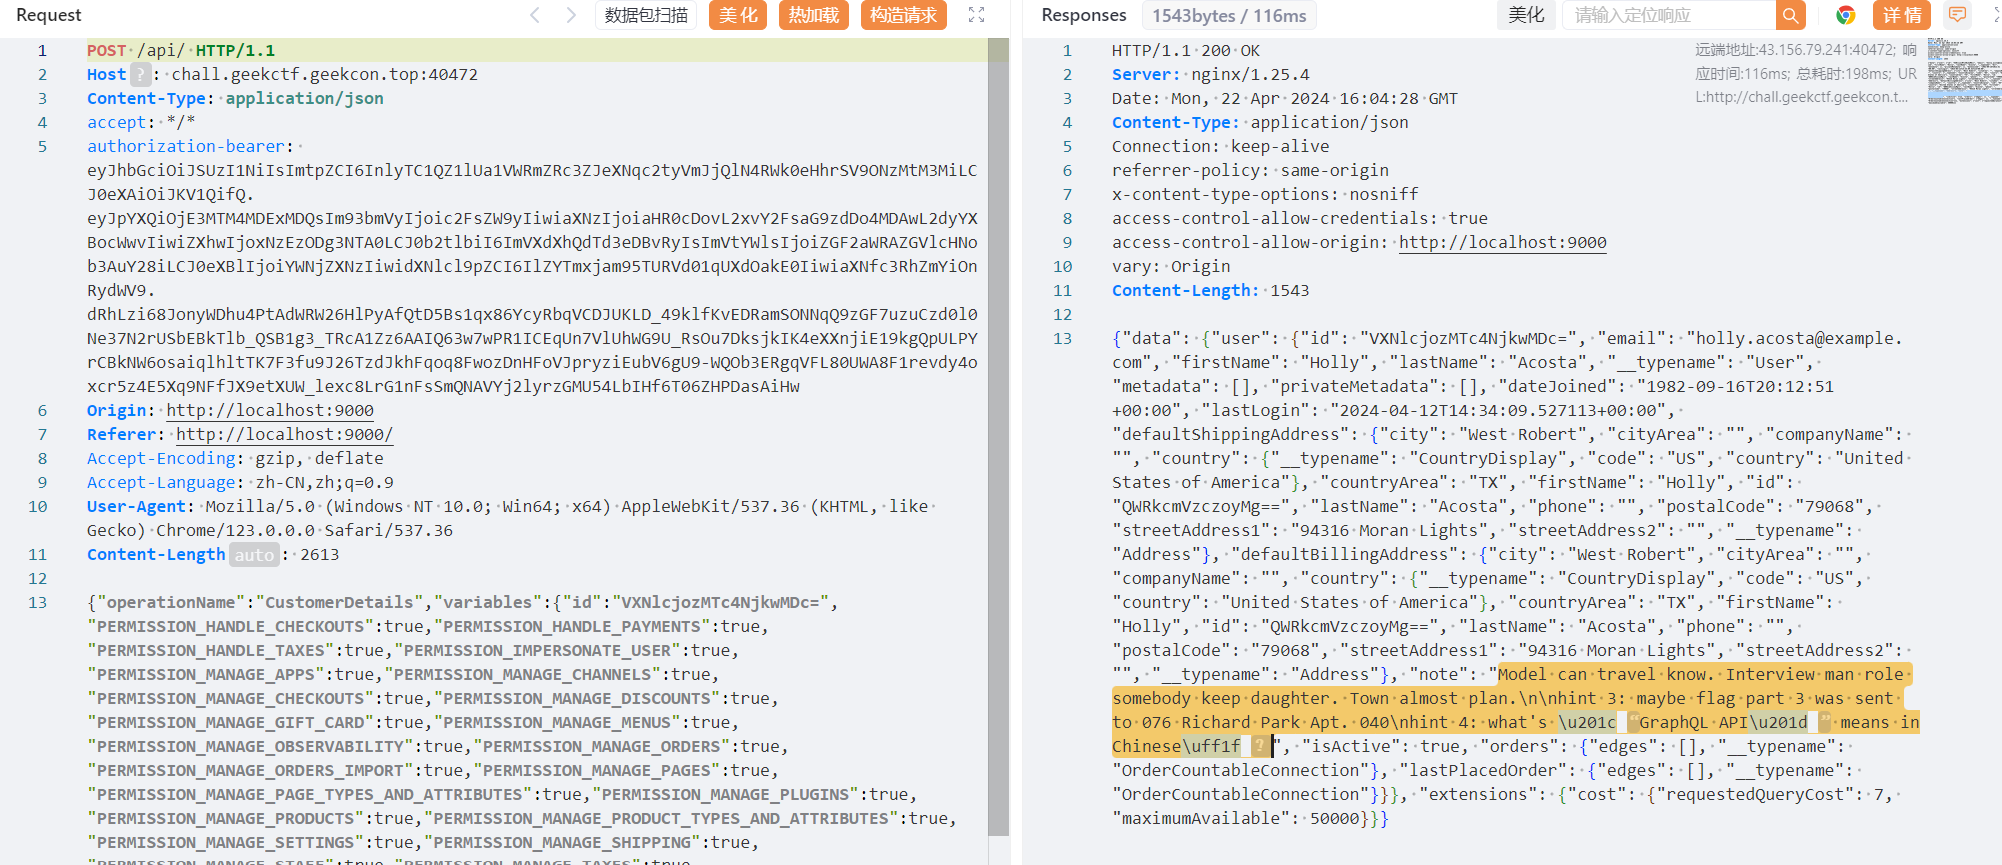 Request
数据包扫描
美化
热加载
构造请求
1 POST /api/ HTTP/1.1
2 Host ? : chall.geekctf.geekcon.top:40472
3 Content-Type: application/json
4 accept: */*
5 authorization-bearer:
eyJhbGciOiJSUzI1NiIsImtpZCI6InlyTC1QZ1lUa1VWRmZRc3ZJeXNqc2tyVmJjQlN4RWk0eHhrSV9ONzMtM3MiLC
J0eXAiOiJKV1QifQ.
eyJpYXQiOjE3MTM4MDExMDQsIm93bmVyIjoic2FsZW9yIiwiaXNzIjoiaHR0cDovL2xvY2FsaG9zdDo4MDAwL2dyYX
BocWwvIiwiZXhwIjoxNzEzODg3NTA0LCJ0b2tlbiI6ImVXdXhQdTd3eDBvRyIsImVtYWlsIjoiZGF2aWRAZGVlcHNo
b3AuY28iLCJ0eXBlIjoiYWNjZXNzIiwidXNlcl9pZCI6IlZYTmxjam95TURVd01qUXdOakE0IiwiaXNfc3RhZmYiOn
RydWV9.
dRhLzi68JonyWDhu4PtAdWRW26HlPyAfQtD5Bs1qx86YcyRbqVCDJUKLD_49klfKvEDRamSONNqQ9zGF7uzuCzd0l0
Ne37N2rUSbEBkTlb_QSB1g3_TRcA1Zz6AAIQ63w7wPR1ICEqUn7VlUhWG9U_RsOu7DksjkIK4eXXnjiE19kgQpULPY
rCBkNW6osaiqlhltTK7F3fu9J26TzdJkhFqoq8FwozDnHFoVJpryziEubV6gU9-WQOb3ERgqVFL80UWA8F1revdy4o
xcr5z4E5Xq9NFfJX9etXUW_lexc8LrG1nFsSmQNAVYj2lyrzGMU54LbIHf6T06ZHPDasAiHw
6 Origin: http://localhost:9000
7 Referer: http://localhost:9000/
8 Accept-Encoding: gzip, deflate
9 Accept-Language: zh-CN,zh;q=0.9
10 User-Agent: Mozilla/5.0 (Windows NT 10.0; Win64; x64) AppleWebKit/537.36 (KHTML, like
Gecko) Chrome/123.0.0.0 Safari/537.36
11 Content-Length auto : 2613
12
13 {"operationName":"CustomerDetails","variables":{"id":"VXNlcjozMTc4NjkwMDc=",
"PERMISSION_HANDLE_CHECKOUTS":true,"PERMISSION_HANDLE_PAYMENTS":true,
"PERMISSION_HANDLE_TAXES":true,"PERMISSION_IMPERSONATE_USER":true,
"PERMISSION_MANAGE_APPS":true,"PERMISSION_MANAGE_CHANNELS":true,
"PERMISSION_MANAGE_CHECKOUTS":true,"PERMISSION_MANAGE_DISCOUNTS":true,
"PERMISSION_MANAGE_GIFT_CARD":true,"PERMISSION_MANAGE_MENUS":true,
"PERMISSION_MANAGE_OBSERVABILITY":true,"PERMISSION_MANAGE_ORDERS":true,
"PERMISSION_MANAGE_ORDERS_IMPORT":true,"PERMISSION_MANAGE_PAGES":true,
"PERMISSION_MANAGE_PAGE_TYPES_AND_ATTRIBUTES":true,"PERMISSION_MANAGE_PLUGINS":true,
"PERMISSION_MANAGE_PRODUCTS":true,"PERMISSION_MANAGE_PRODUCT_TYPES_AND_ATTRIBUTES":true,
"PERMISSION_MANAGE_SETTINGS":true,"PERMISSION_MANAGE_SHIPPING":true,
"PERMISSION_MANAGE_STAFF":true,"PERMISSION_MANAGE_TAXES":true,
Responses
1543bytes / 116ms
美化
请输入定位响应
详情
远端地址:43.156.79.241:40472; 响
应时间:116ms; 总耗时:198ms; UR
L:http://chall.geekctf.geekcon.t...
1 HTTP/1.1 200 OK
2 Server: nginx/1.25.4
3 Date: Mon, 22 Apr 2024 16:04:28 GMT
4 Content-Type: application/json
5 Connection: keep-alive
6 referrer-policy: same-origin
7 x-content-type-options: nosniff
8 access-control-allow-credentials: true
9 access-control-allow-origin: http://localhost:9000
10 vary: Origin
11 Content-Length: 1543
12
13 {"data": {"user": {"id": "VXNlcjozMTc4NjkwMDc=", "email": "holly.acosta@example.
com", "firstName": "Holly", "lastName": "Acosta", "__typename": "User",
"metadata": [], "privateMetadata": [], "dateJoined": "1982-09-16T20:12:51
+00:00", "lastLogin": "2024-04-12T14:34:09.527113+00:00",
"defaultShippingAddress": {"city": "West Robert", "cityArea": "", "companyName":
"", "country": {"__typename": "CountryDisplay", "code": "US", "country": "United
States of America"}, "countryArea": "TX", "firstName": "Holly", "id":
"QWRkcmVzczoyMg==", "lastName": "Acosta", "phone": "", "postalCode": "79068",
"streetAddress1": "94316 Moran Lights", "streetAddress2": "", "__typename":
"Address"}, "defaultBillingAddress": {"city": "West Robert", "cityArea": "",
"companyName": "", "country": {"__typename": "CountryDisplay", "code": "US",
"country": "United States of America"}, "countryArea": "TX", "firstName":
"Holly", "id": "QWRkcmVzczoyMg==", "lastName": "Acosta", "phone": "",
"postalCode": "79068", "streetAddress1": "94316 Moran Lights", "streetAddress2":
"", "__typename": "Address"}, "note": "Model can travel know. Interview man role
somebody keep daughter. Town almost plan.\n\nhint 3: maybe flag part 3 was sent
to 076 Richard Park Apt. 040\nhint 4: what's \u201c “ GraphQL API\u201d ” means in
Chinese\uff1f ？ ", "isActive": true, "orders": {"edges": [], "__typename":
"OrderCountableConnection"}, "lastPlacedOrder": {"edges": [], "__typename":
"OrderCountableConnection"}}}, "extensions": {"cost": {"requestedQueryCost": 7,
"maximumAvailable": 50000}}}